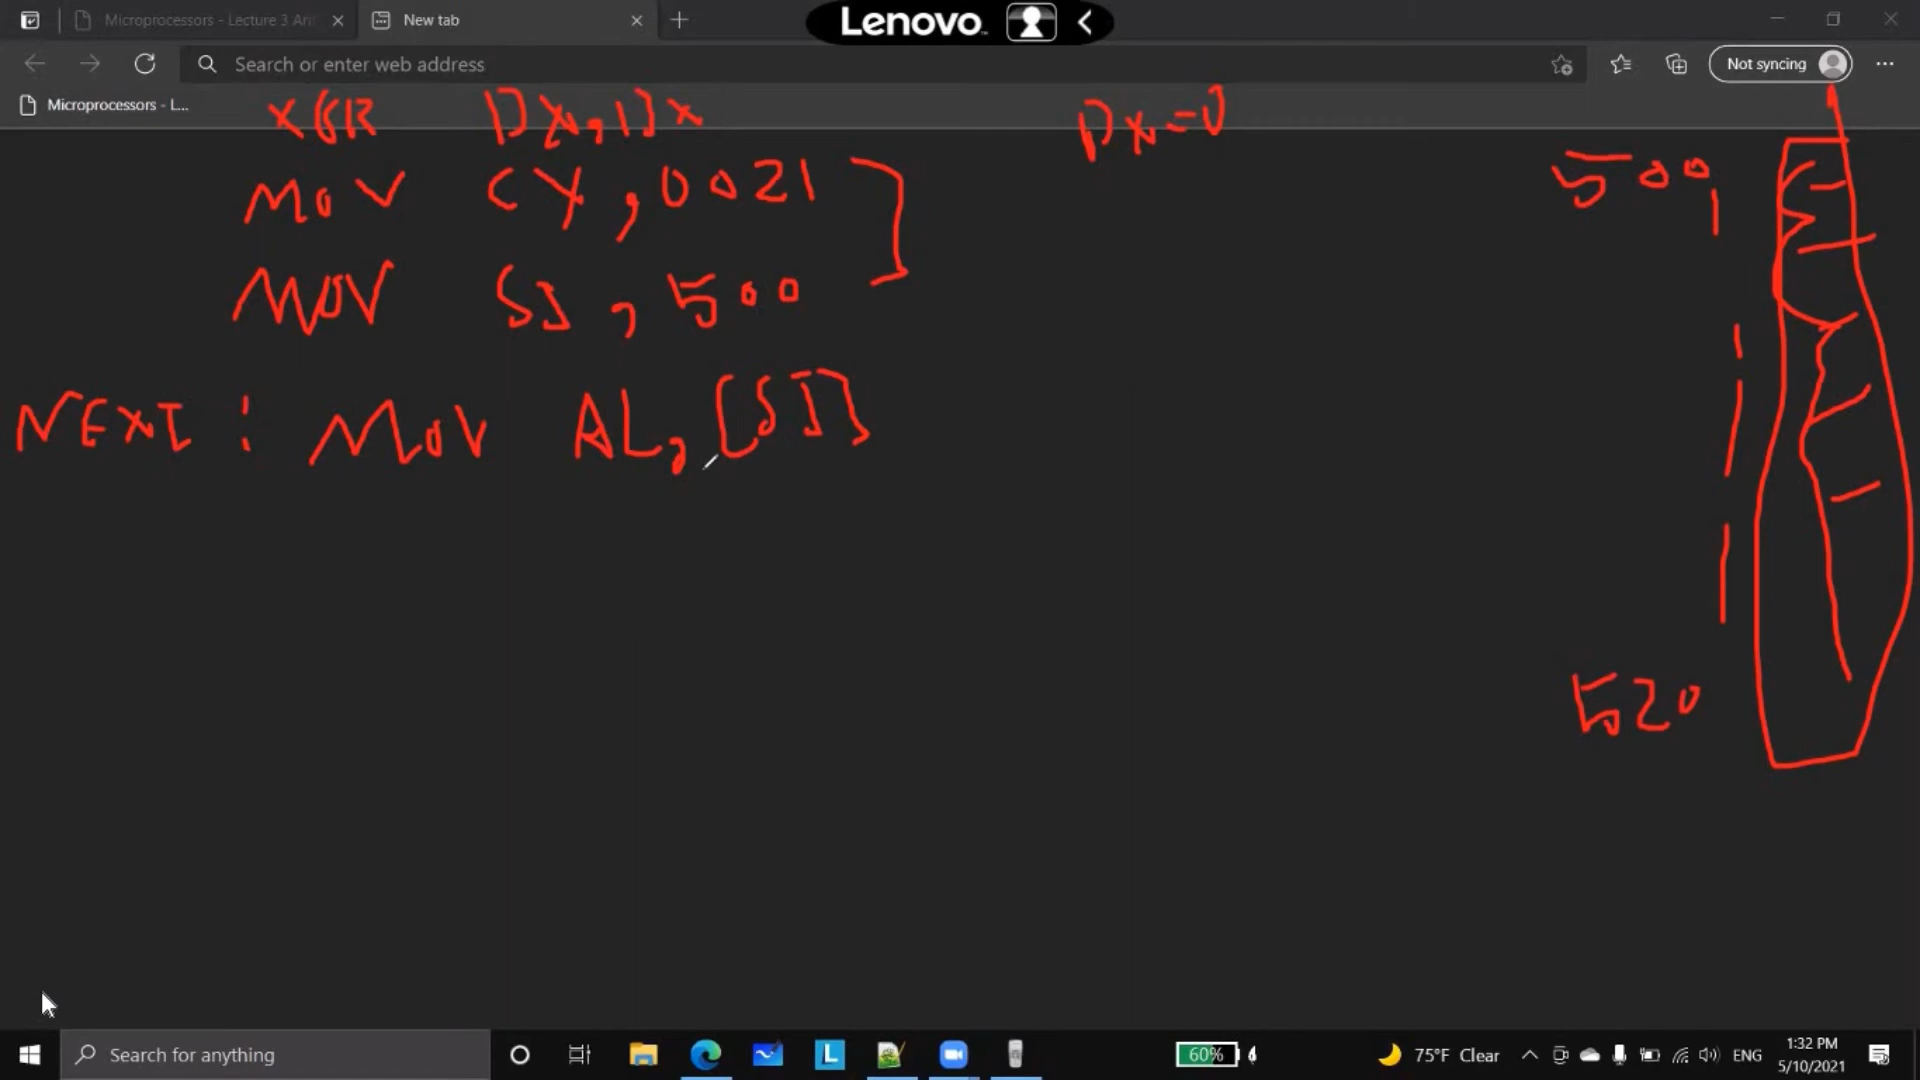 Microprocessors - Lecture 3 Ari
New tab
Lenovo
Search or enter web address
Not syncing
Microprocessors - L...
XOR DX, DX
DX=0
MOV CX, 0021
500
MOV SI, 500
NEXT : MOV AL, [SI]
520
Search for anything
L
60%
75°F Clear
ENG
1:32 PM
5/10/2021